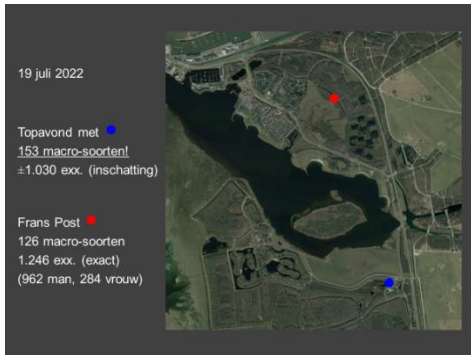 19 juli 2022
Topavond met
153 macro-soorten!
±1.030 exx. (inschatting)
Frans Post
126 macro-soorten
1.246 exx. (exact)
(962 man, 284 vrouw)